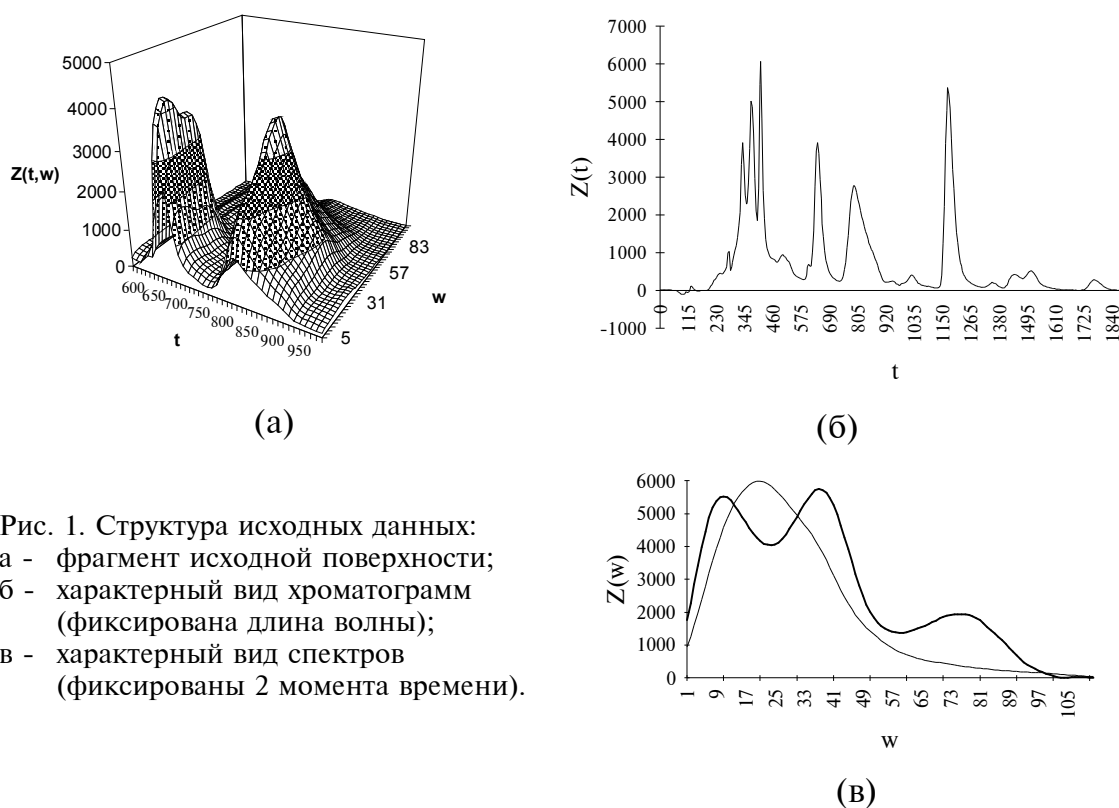 5000
4000
3000
2000
1000
0
Z(t,w)
600 650 700 750 800 850 900 950
t
5 31 57 83
w
(а)
7000
6000
5000
4000
3000
2000
1000
0
-1000
Z(t)
0 115 230 345 460 575 690 805 920 1035 1150 1265 1380 1495 1610 1725 1840
t
(б)
Рис. 1. Структура исходных данных:
а - фрагмент исходной поверхности;
б - характерный вид хроматограмм
(фиксирована длина волны);
в - характерный вид спектров
(фиксированы 2 момента времени).
6000
5000
4000
3000
2000
1000
0
Z(w)
1 9 17 25 33 41 49 57 65 73 81 89 97 105
w
(в)